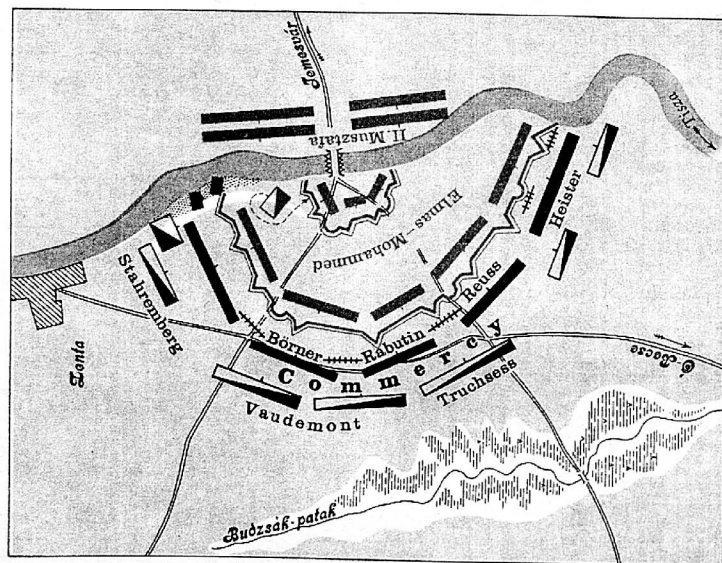 Temesvár
II. Musztafa
Tisza
Elmas-Mohammed
Heister
Stahremberg
Reuss
Börner
Rabutin
Commercy
Truchsess
Vaudemont
Zenta
Ó Becse
Budzsák-patak